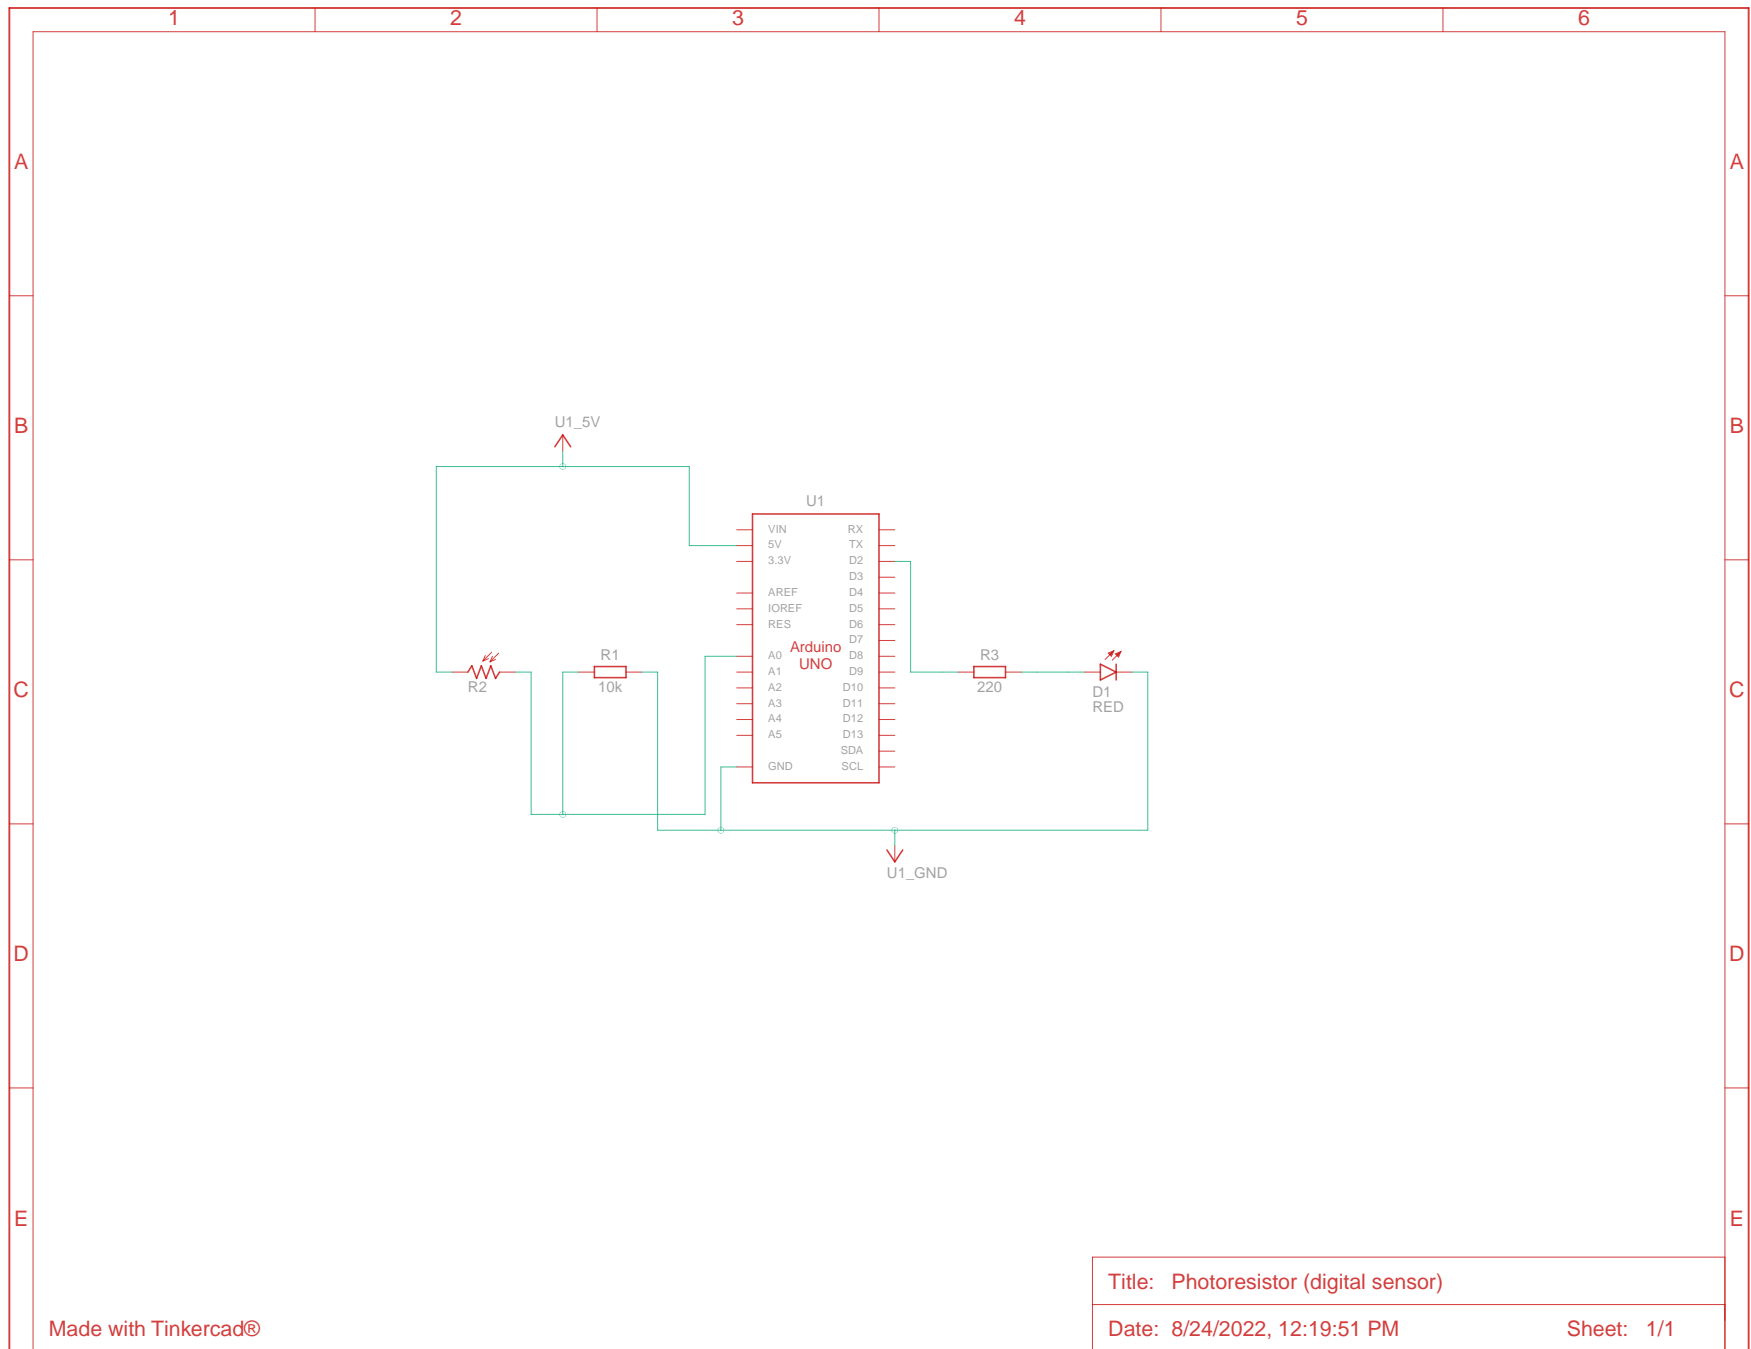 1 2 3 4 5 6
A A
B B
U1_5V
U1
VIN RX
5V TX
3.3V D2
D3
AREF D4
IOREF D5
RES D6
D7
Arduino
UNO
A0 D8
A1 D9
A2 D10
A3 D11
A4 D12
A5 D13
SDA
GND SCL
R2
R1
10k
R3
220
D1
RED
C C
U1_GND
D D
E E
Title: Photoresistor (digital sensor)
Made with Tinkercad®
Date: 8/24/2022, 12:19:51 PM Sheet: 1/1